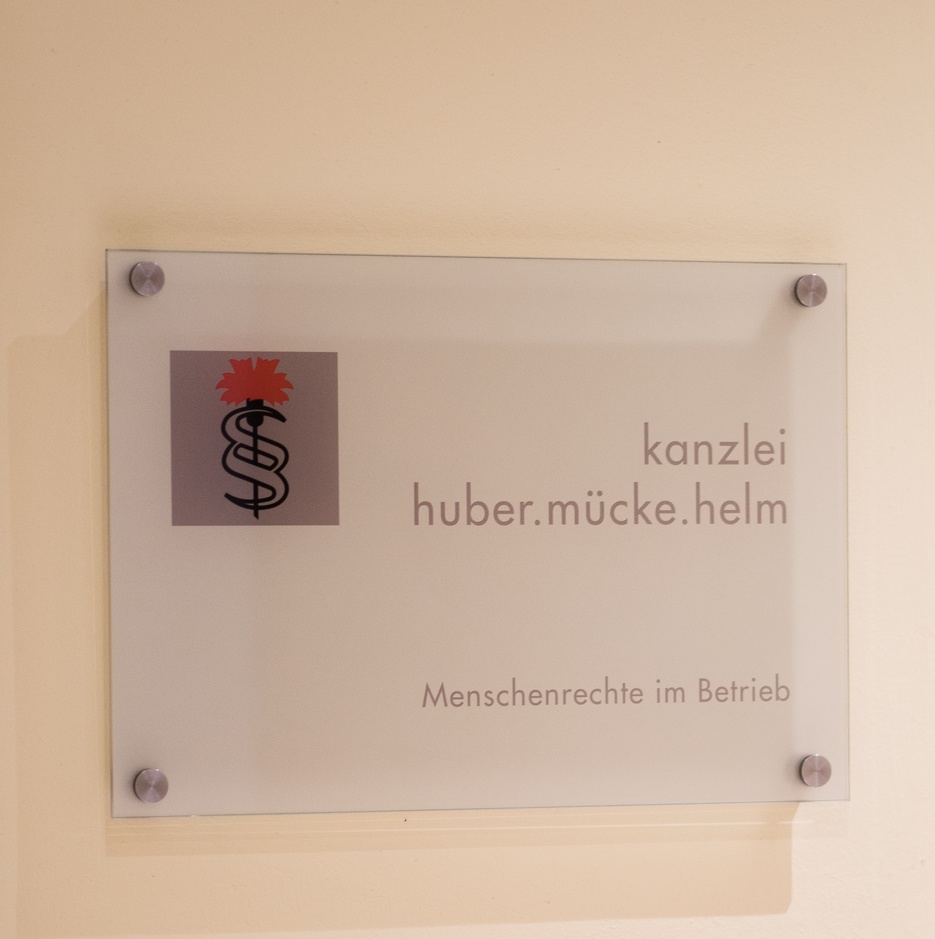 kanzlei
huber.mücke.helm
Menschenrechte im Betrieb